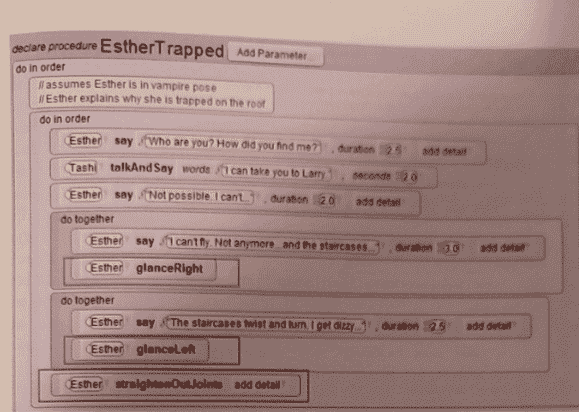 declare procedure EstherTrapped Add Parameter...
do in order
// assumes Esther is in vampire pose
// Esther explains why she is trapped on the roof
do in order
Esther say "Who are you? How did you find me?" , duration 2.5 add detail
Tashi talkAndSay words "I can take you to Larry" , seconds 2.0
Esther say "Not possible. I can't..." , duration 2.0 add detail
do together
Esther say "I can't fly. Not anymore... and the staircases..." , duration 3.0 add detail
Esther glanceRight
do together
Esther say "The staircases twist and turn. I get dizzy..." , duration 2.5 add detail
Esther glanceLeft
Esther straightenOutJoints add detail